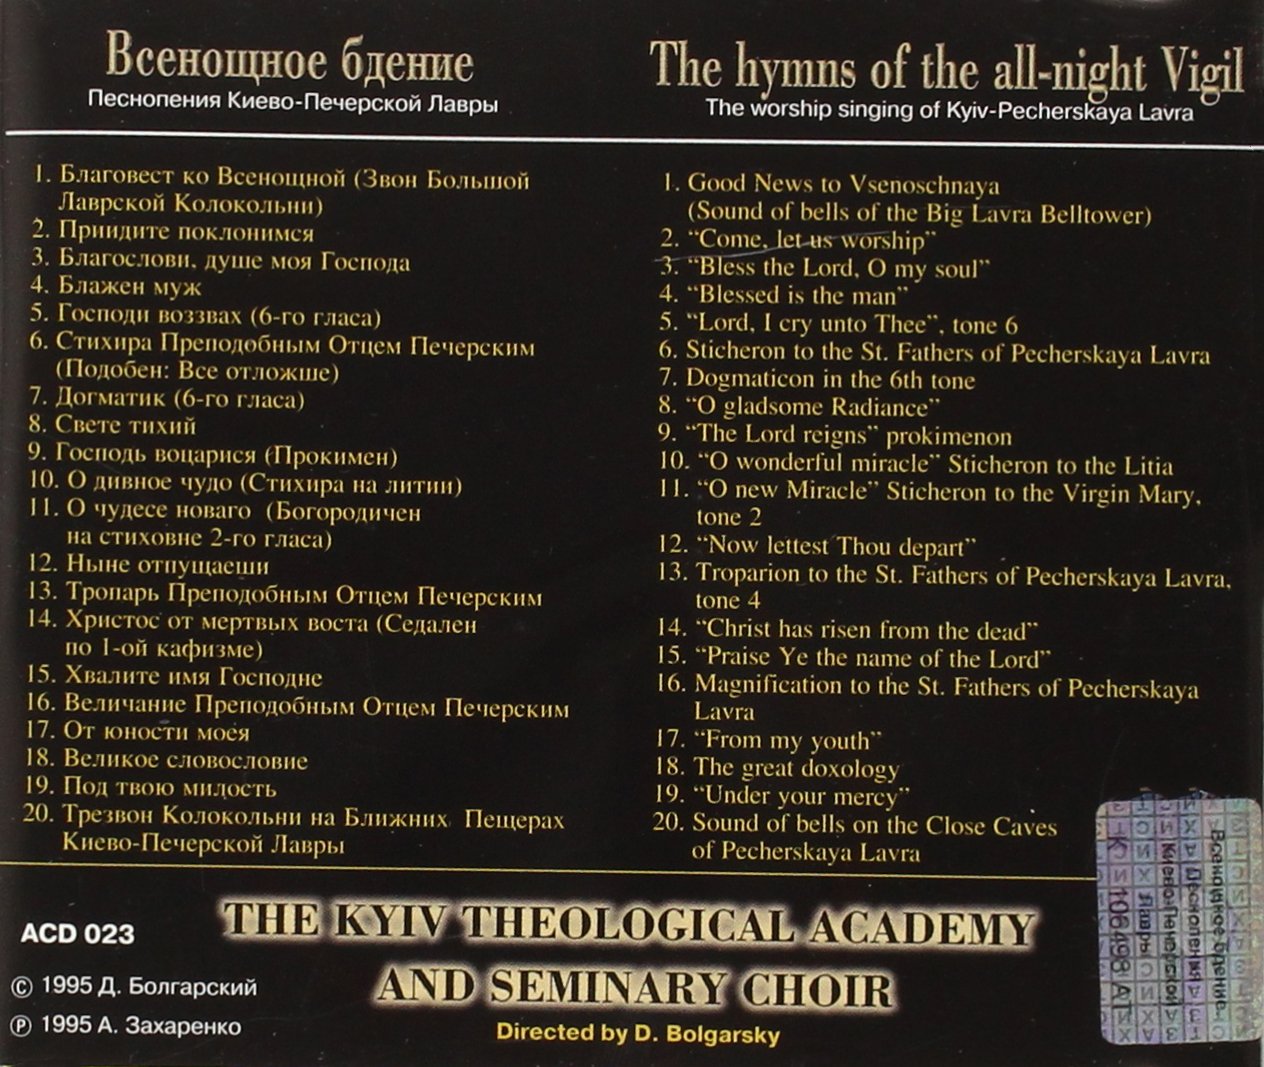 Всенощное бдение
Песнопения Киево-Печерской Лавры
The hymns of the all-night Vigil
The worship singing of Kyiv-Pecherskaya Lavra
1. Благовест ко Всенощной (Звон Большой
Лаврской Колокольни)
2. Приидите поклонимся
3. Благослови, душе моя Господа
4. Блажен муж
5. Господи воззвах (6-го гласа)
6. Стихира Преподобным Отцем Печерским
(Подобен: Все отложше)
7. Догматик (6-го гласа)
8. Свете тихий
9. Господь воцарися (Прокимен)
10. О дивное чудо (Стихира на литии)
11. О чудесе новаго (Богородичен
на стиховне 2-го гласа)
12. Ныне отпущаеши
13. Тропарь Преподобным Отцем Печерским
14. Христос от мертвых воста (Седален
по 1-ой кафизме)
15. Хвалите имя Господне
16. Величание Преподобным Отцем Печерским
17. От юности моея
18. Великое словословие
19. Под твою милость
20. Трезвон Колокольни на Ближних Пещерах
Киево-Печерской Лавры
1. Good News to Vsenoschnaya
(Sound of bells of the Big Lavra Belltower)
2. “Come, let us worship”
3. “Bless the Lord, O my soul”
4. “Blessed is the man”
5. “Lord, I cry unto Thee”, tone 6
6. Sticheron to the St. Fathers of Pecherskaya Lavra
7. Dogmaticon in the 6th tone
8. “O gladsome Radiance”
9. “The Lord reigns” prokimenon
10. “O wonderful miracle” Sticheron to the Litia
11. “O new Miracle” Sticheron to the Virgin Mary,
tone 2
12. “Now lettest Thou depart”
13. Troparion to the St. Fathers of Pecherskaya Lavra,
tone 4
14. “Christ has risen from the dead”
15. “Praise Ye the name of the Lord”
16. Magnification to the St. Fathers of Pecherskaya
Lavra
17. “From my youth”
18. The great doxology
19. “Under your mercy”
20. Sound of bells on the Close Caves
of Pecherskaya Lavra
ACD 023
© 1995 Д. Болгарский
℗ 1995 А. Захаренко
THE KYIV THEOLOGICAL ACADEMY
AND SEMINARY CHOIR
Directed by D. Bolgarsky
Всенощное бдение.
Песнопения
Киево-Печерской
Лавры
К 106498 АТ